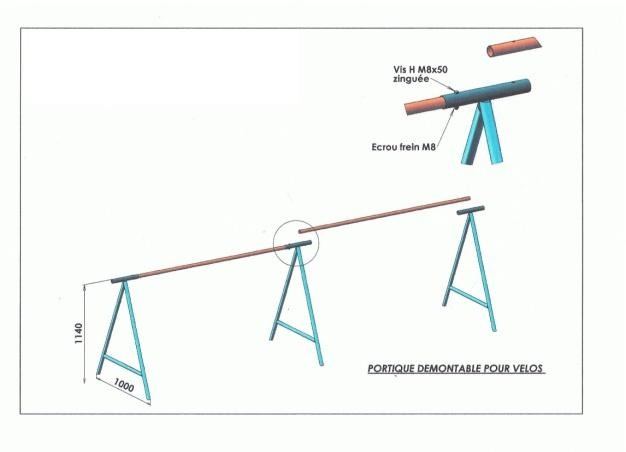 Vis H M8x50
zinguée
Ecrou frein M8
1140
1000
PORTIQUE DEMONTABLE POUR VELOS